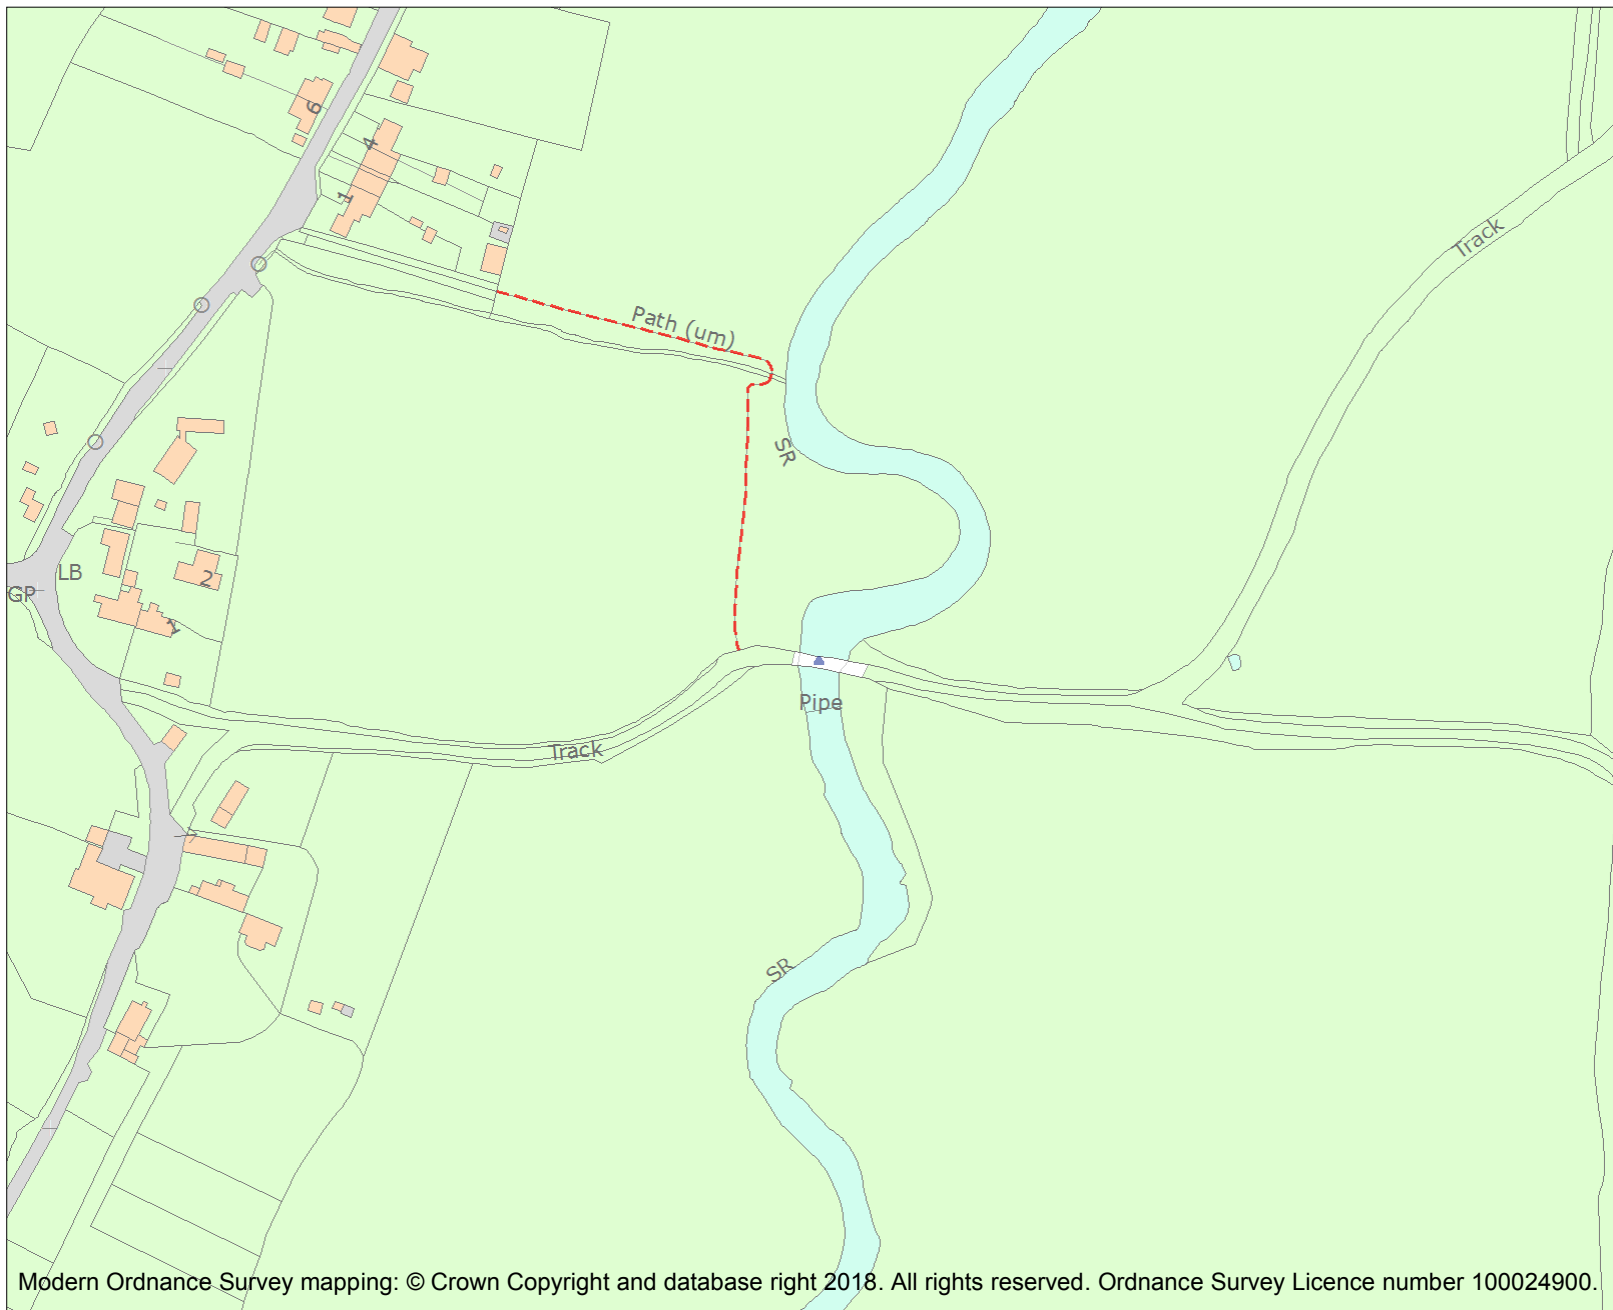 6
4
1
Track
Path (um)
SR
LB
2
GP
1
Pipe
Track
SR
Modern Ordnance Survey mapping: © Crown Copyright and database right 2018. All rights reserved. Ordnance Survey Licence number 100024900.